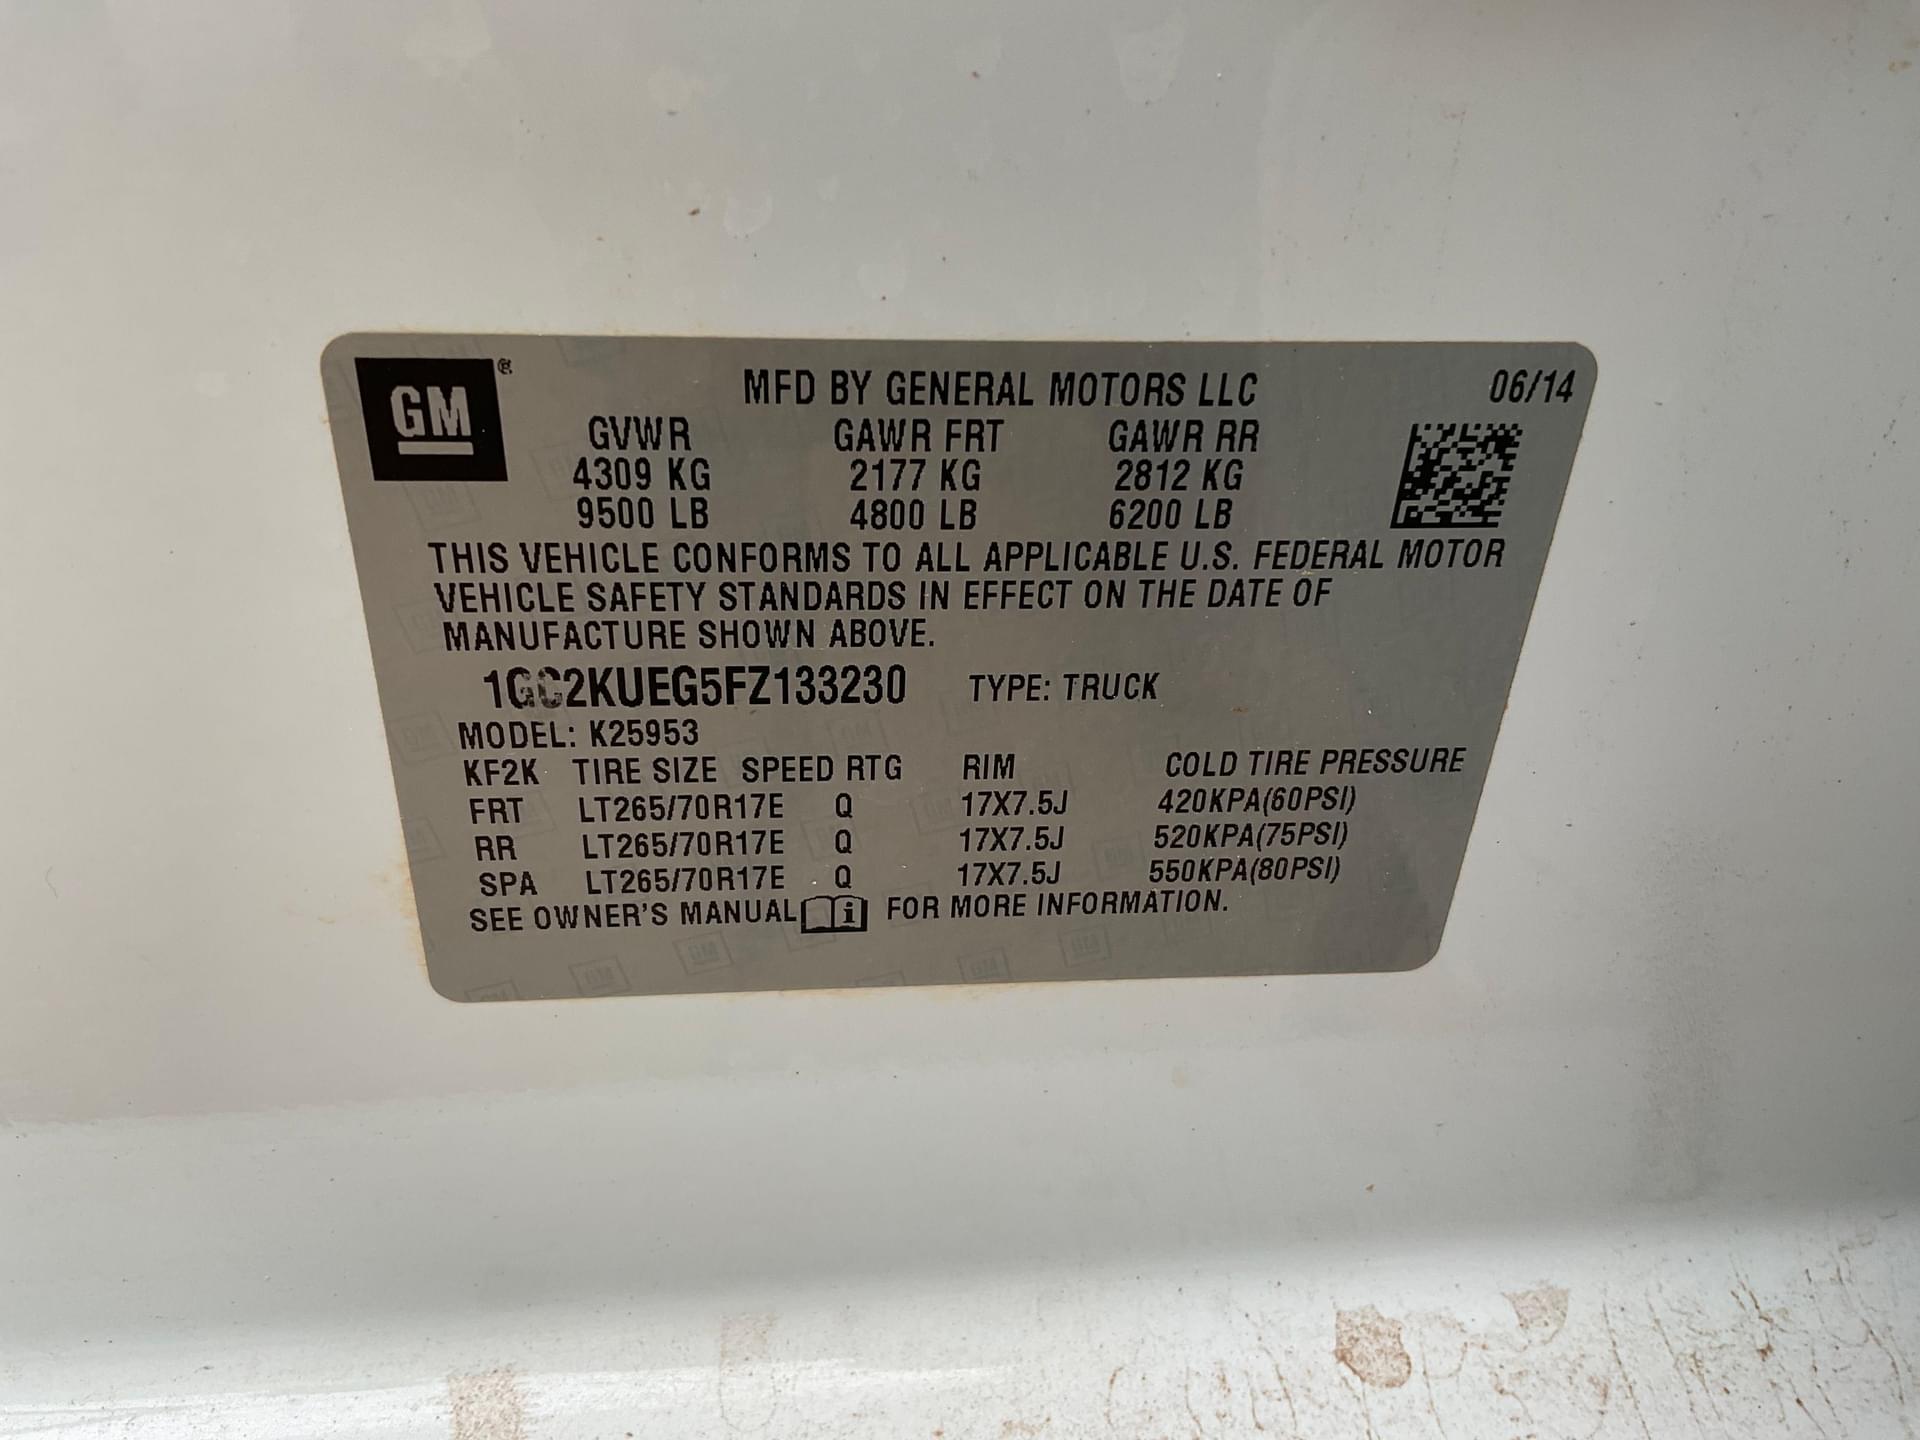 GM®
MFD BY GENERAL MOTORS LLC 06/14
GVWR GAWR FRT GAWR RR
4309 KG 2177 KG 2812 KG
9500 LB 4800 LB 6200 LB
THIS VEHICLE CONFORMS TO ALL APPLICABLE U.S. FEDERAL MOTOR
VEHICLE SAFETY STANDARDS IN EFFECT ON THE DATE OF
MANUFACTURE SHOWN ABOVE.
1GC2KUEG5FZ133230 TYPE: TRUCK
MODEL: K25953
KF2K TIRE SIZE SPEED RTG RIM COLD TIRE PRESSURE
FRT LT265/70R17E Q 17X7.5J 420KPA(60PSI)
RR LT265/70R17E Q 17X7.5J 520KPA(75PSI)
SPA LT265/70R17E Q 17X7.5J 550KPA(80PSI)
SEE OWNER'S MANUAL i FOR MORE INFORMATION.